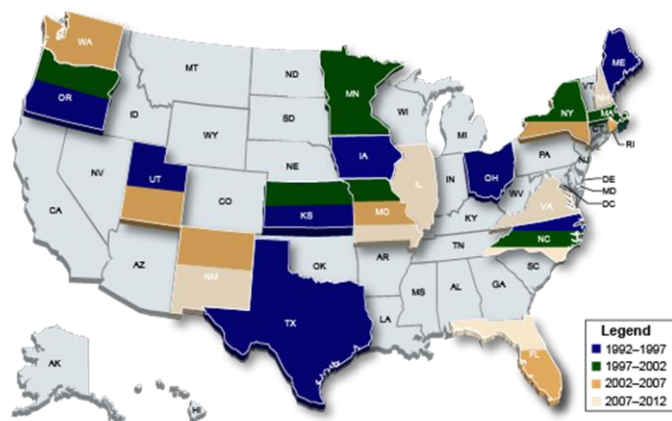 WA
ME
MT
ND
MN
VT
NH
OR
ID
SD
WI
NY
MA
WY
MI
CT
RI
IA
PA
NJ
NE
NV
UT
IL
IN
OH
DE
MD
DC
WV
CO
KS
MO
VA
CA
KY
NC
TN
AZ
NM
OK
AR
SC
MS
AL
GA
TX
LA
AK
HI
FL
Legend
1992–1997
1997–2002
2002–2007
2007–2012